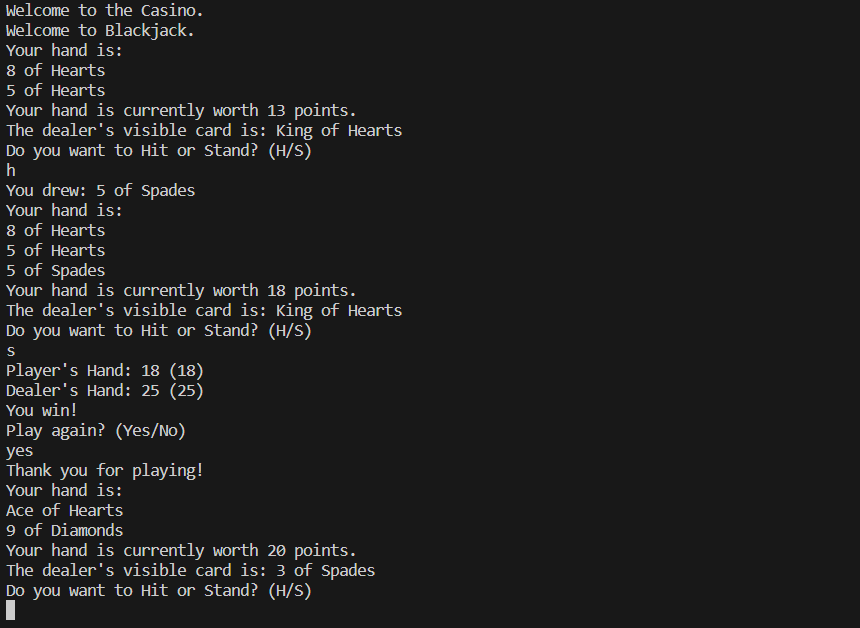 Welcome to the Casino.
Welcome to Blackjack.
Your hand is:
8 of Hearts
5 of Hearts
Your hand is currently worth 13 points.
The dealer's visible card is: King of Hearts
Do you want to Hit or Stand? (H/S)
h
You drew: 5 of Spades
Your hand is:
8 of Hearts
5 of Hearts
5 of Spades
Your hand is currently worth 18 points.
The dealer's visible card is: King of Hearts
Do you want to Hit or Stand? (H/S)
s
Player's Hand: 18 (18)
Dealer's Hand: 25 (25)
You win!
Play again? (Yes/No)
yes
Thank you for playing!
Your hand is:
Ace of Hearts
9 of Diamonds
Your hand is currently worth 20 points.
The dealer's visible card is: 3 of Spades
Do you want to Hit or Stand? (H/S)